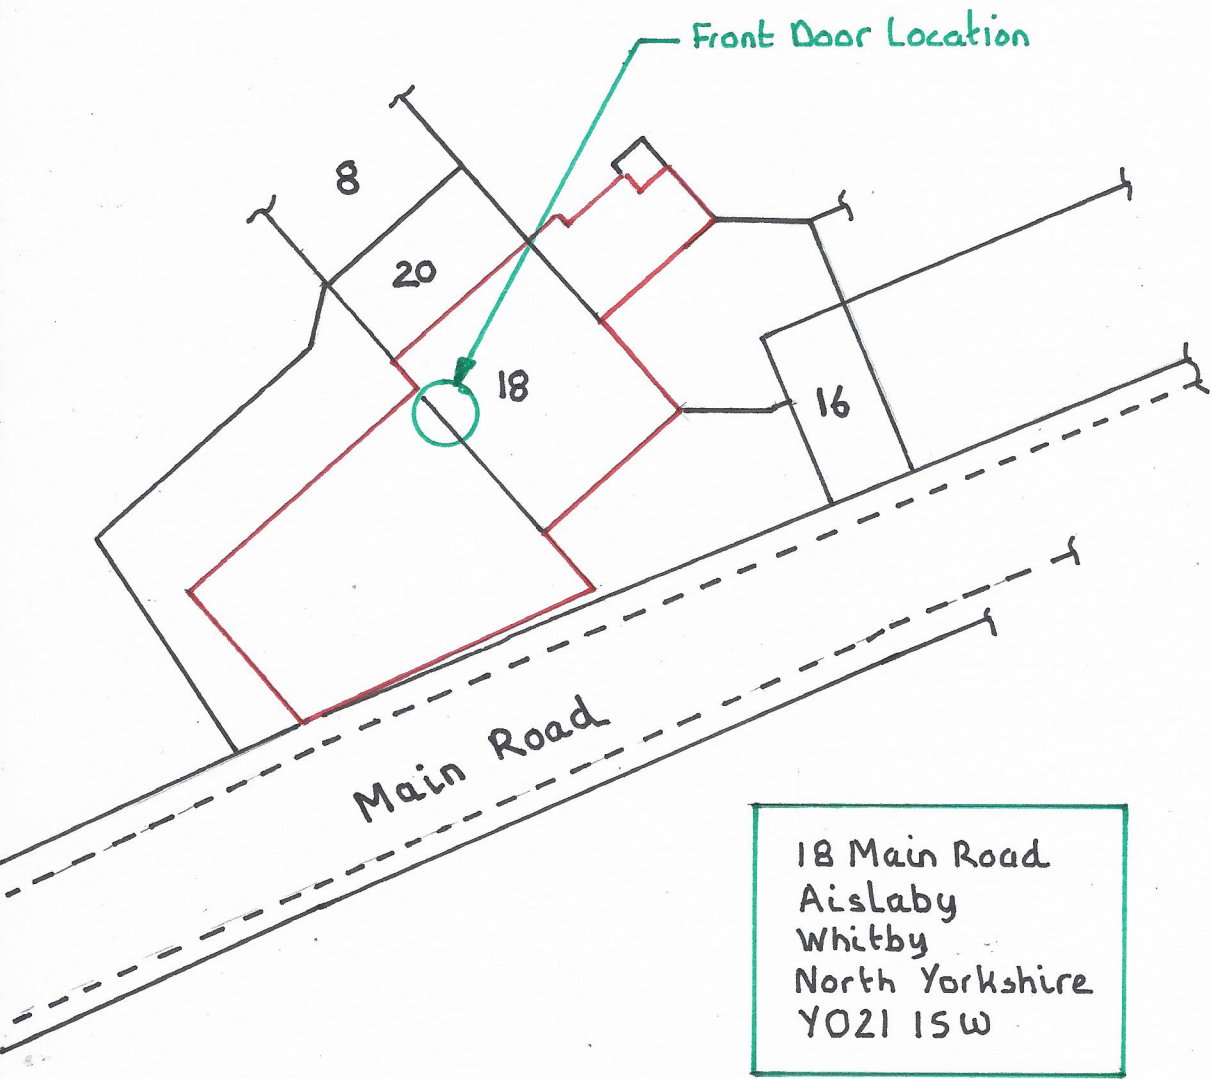 Front Door Location
8
20
18
16
Main Road
18 Main Road
Aislaby
Whitby
North Yorkshire
YO21 1SW